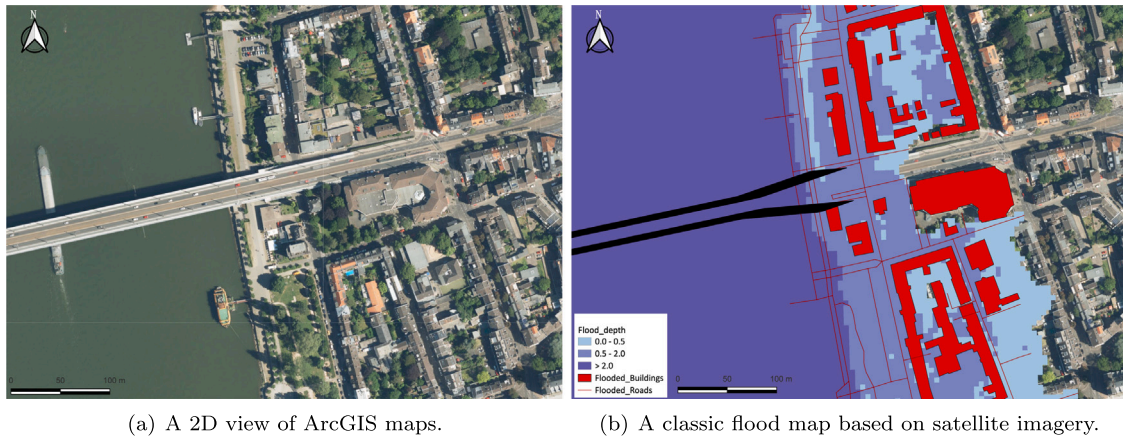 N
N
0 50 100 m
Flood_depth
0.0 - 0.5
0.5 - 2.0
> 2.0
Flooded_Buildings
Flooded_Roads
0 50 100 m
(a) A 2D view of ArcGIS maps.
(b) A classic flood map based on satellite imagery.